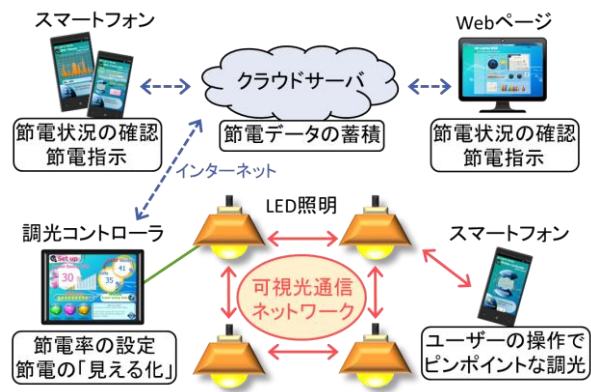 スマートフォン
Webページ
クラウドサーバ
節電状況の確認
節電指示
節電データの蓄積
節電状況の確認
節電指示
インターネット
LED照明
調光コントローラ
スマートフォン
Set up
30
41
35
可視光通信
ネットワーク
節電率の設定
節電の「見える化」
ユーザーの操作で
ピンポイントな調光